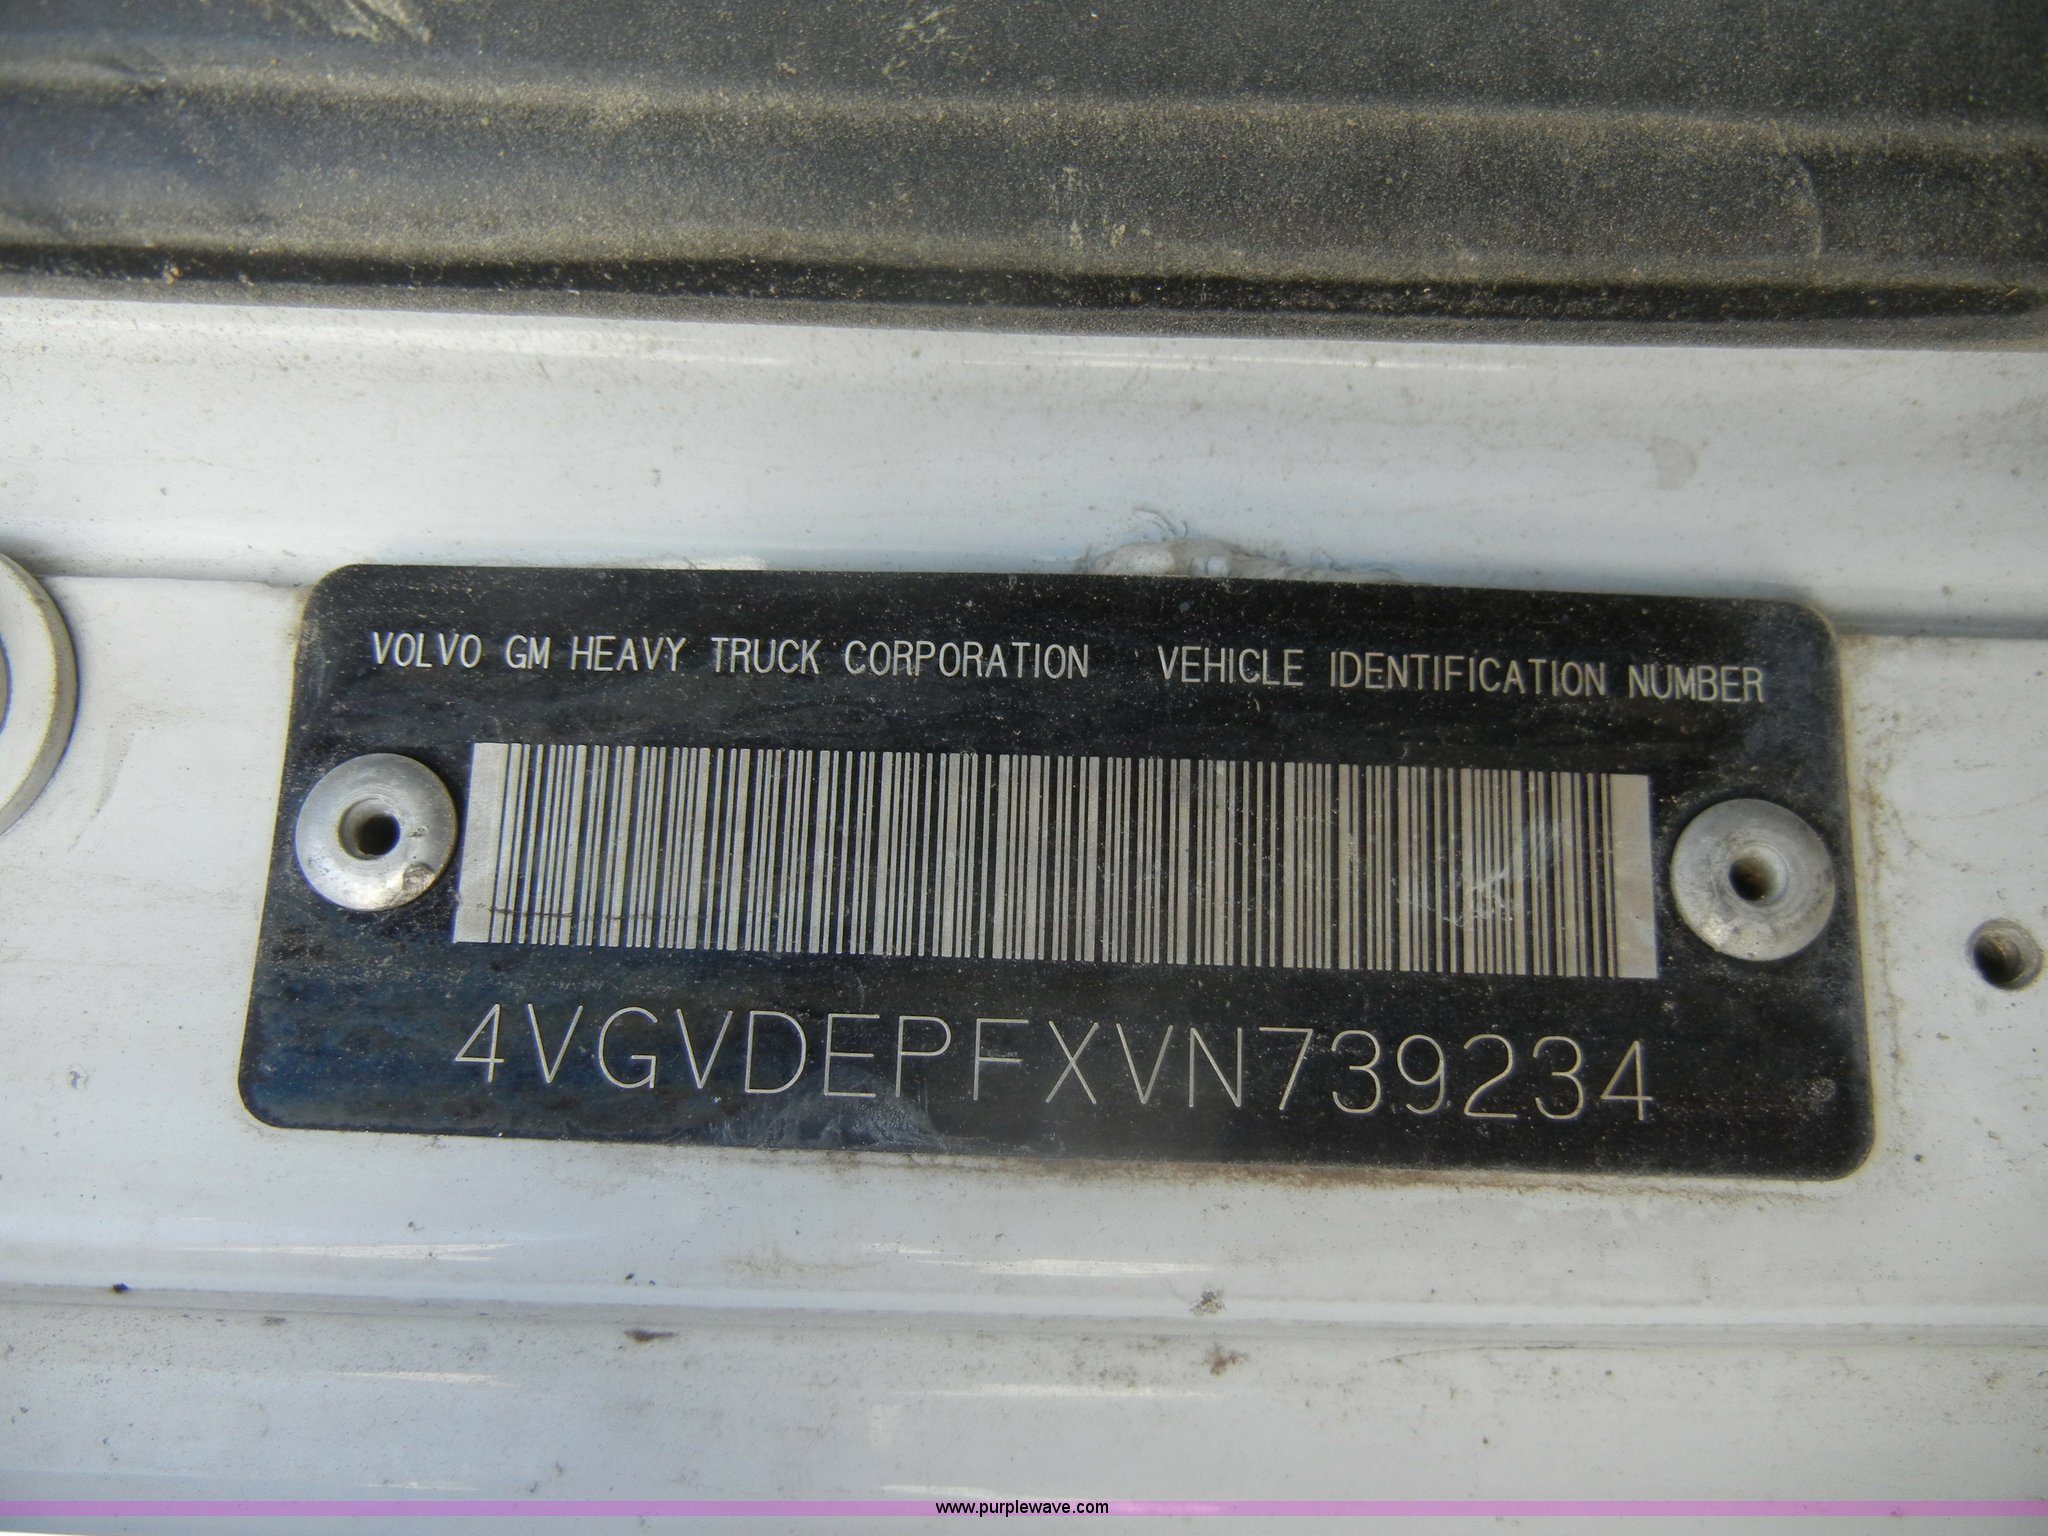 VOLVO GM HEAVY TRUCK CORPORATION VEHICLE IDENTIFICATION NUMBER
4VGVDEPFXVN739234
www.purplewave.com